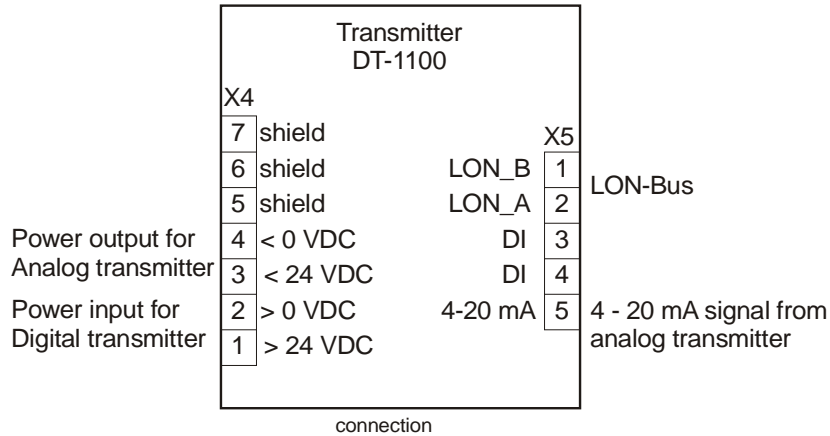 Transmitter
DT-1100
X4
7 shield
X5
6 shield LON_B 1
LON-Bus
5 shield LON_A 2
Power output for 4 < 0 VDC DI 3
Analog transmitter 3 < 24 VDC DI 4
Power input for 2 > 0 VDC 4-20 mA 5 4 - 20 mA signal from
Digital transmitter 1 > 24 VDC analog transmitter
connection